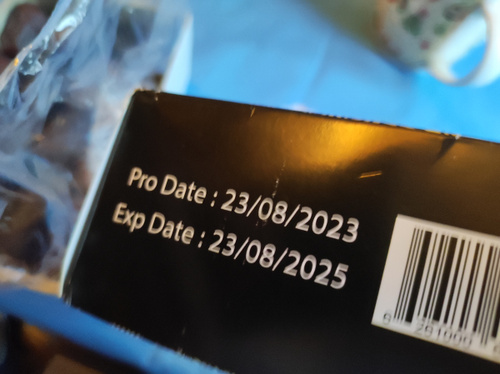 Pro Date : 23/08/2023
Exp Date : 23/08/2025